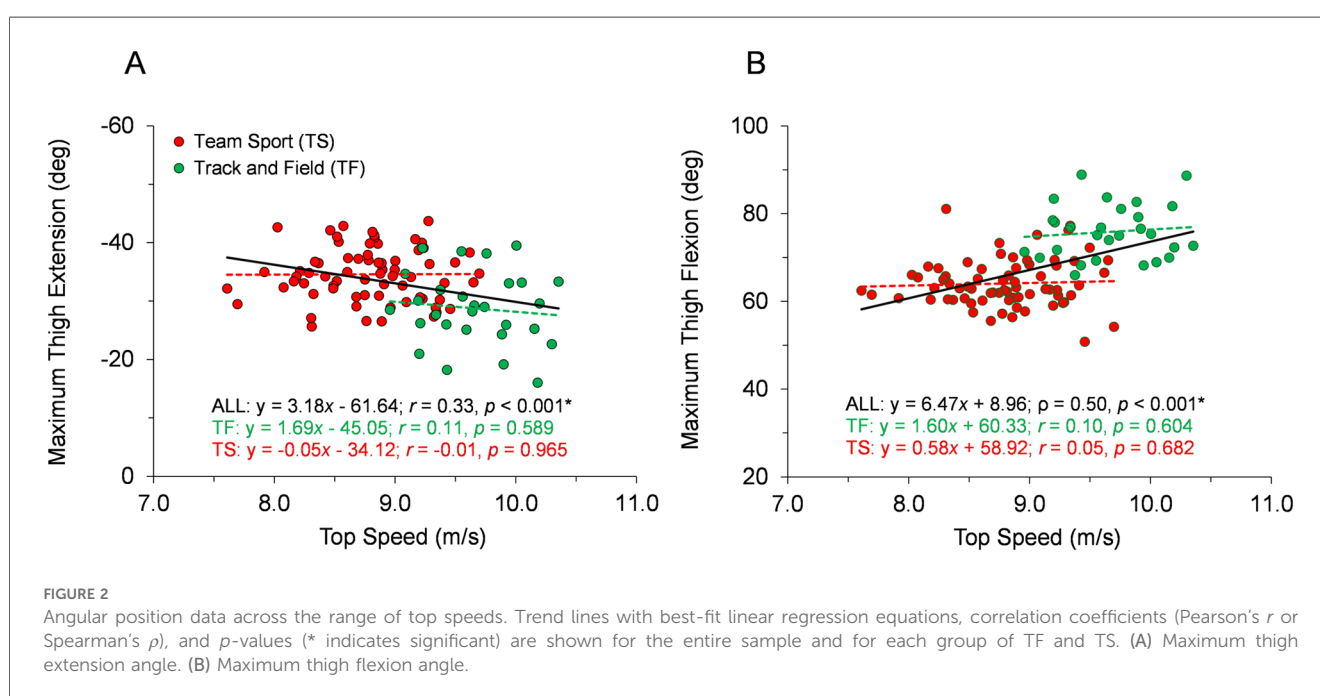 A
B
Maximum Thigh Extension (deg)
-60
-40
-20
0
Team Sport (TS)
Track and Field (TF)
ALL: y = 3.18x - 61.64; r = 0.33, p < 0.001*
TF: y = 1.69x - 45.05; r = 0.11, p = 0.589
TS: y = -0.05x - 34.12; r = -0.01, p = 0.965
7.0 8.0 9.0 10.0 11.0
Top Speed (m/s)
Maximum Thigh Flexion (deg)
100
80
60
40
20
ALL: y = 6.47x + 8.96; ρ = 0.50, p < 0.001*
TF: y = 1.60x + 60.33; r = 0.10, p = 0.604
TS: y = 0.58x + 58.92; r = 0.05, p = 0.682
7.0 8.0 9.0 10.0 11.0
Top Speed (m/s)
FIGURE 2
Angular position data across the range of top speeds. Trend lines with best-fit linear regression equations, correlation coefficients (Pearson's r or
Spearman's ρ), and p-values (* indicates significant) are shown for the entire sample and for each group of TF and TS. (A) Maximum thigh
extension angle. (B) Maximum thigh flexion angle.